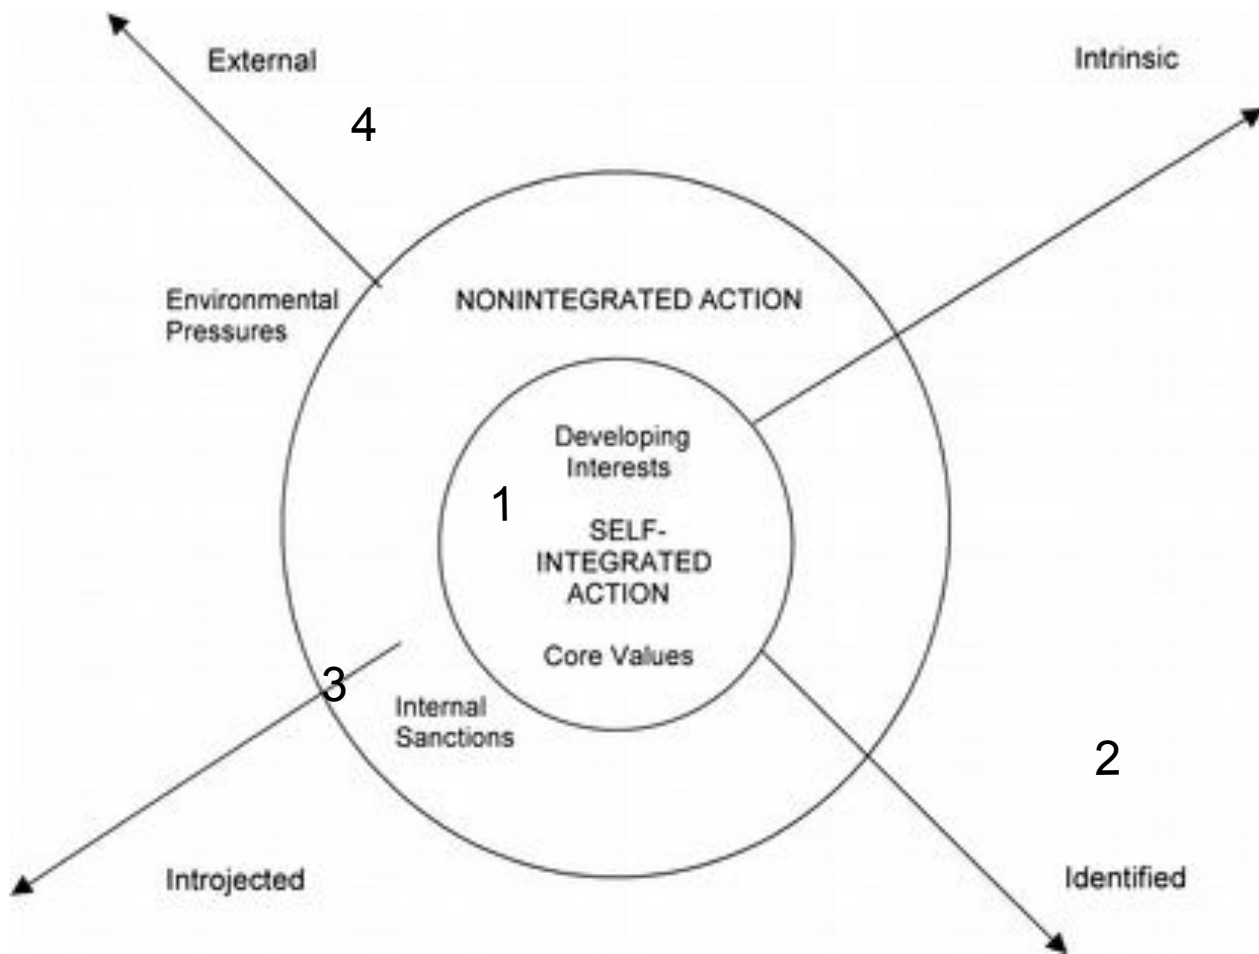 External
Intrinsic
4
Environmental
Pressures
NONINTEGRATED ACTION
Developing
Interests
1
SELF-
INTEGRATED
ACTION
Core Values
3
Internal
Sanctions
2
Introjected
Identified